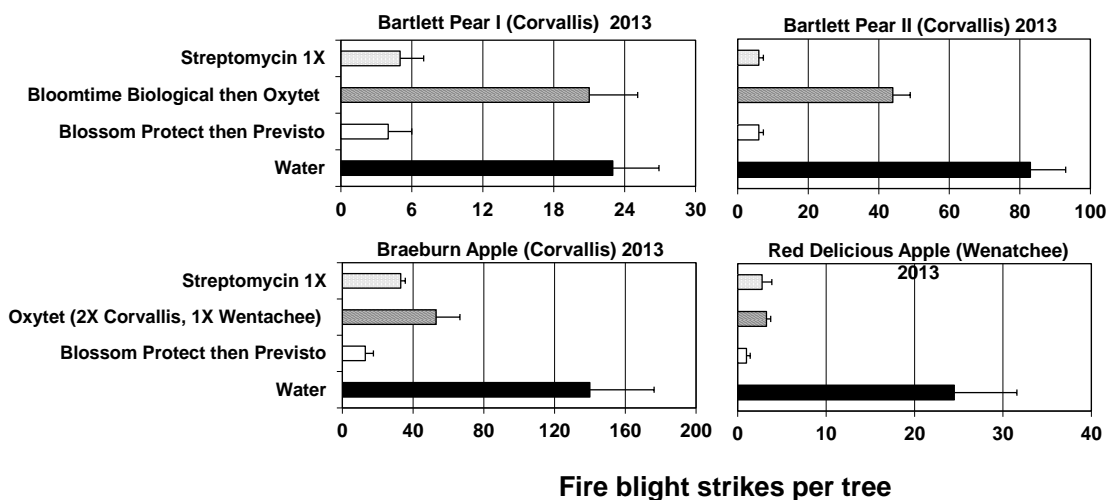 Bartlett Pear I (Corvallis) 2013
Streptomycin 1X
Bloomtime Biological then Oxytet
Blossom Protect then Previsto
Water
0 6 12 18 24 30
Bartlett Pear II (Corvallis) 2013
0 20 40 60 80 100
Braeburn Apple (Corvallis) 2013
Streptomycin 1X
Oxytet (2X Corvallis, 1X Wentachee)
Blossom Protect then Previsto
Water
0 40 80 120 160 200
Red Delicious Apple (Wenatchee)
2013
0 10 20 30 40
Fire blight strikes per tree